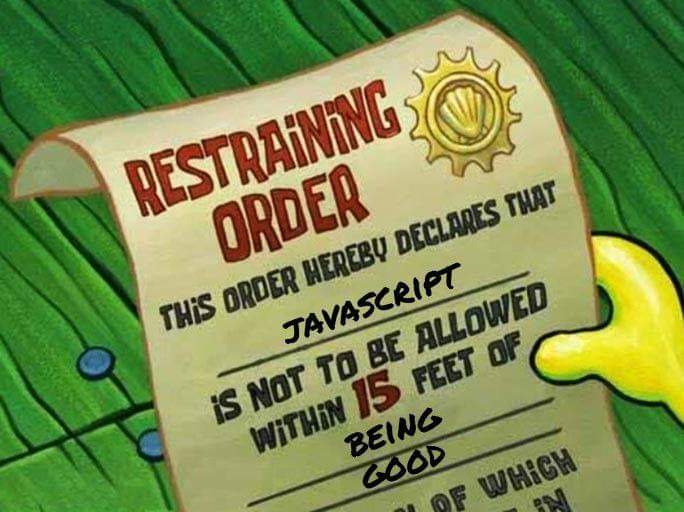 RESTRAINING
ORDER
THIS ORDER HEREBY DECLARES THAT
JAVASCRIPT
IS NOT TO BE ALLOWED
WITHIN 15 FEET OF
BEING
GOOD
OF WHICH
IN